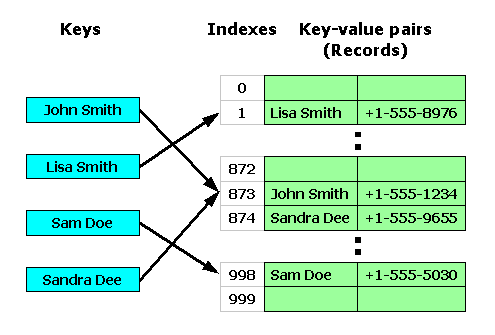 Keys
Indexes
Key-value pairs
(Records)
John Smith
Lisa Smith
Sam Doe
Sandra Dee
0
1 Lisa Smith +1-555-8976
:
872
873 John Smith +1-555-1234
874 Sandra Dee +1-555-9655
:
998 Sam Doe +1-555-5030
999